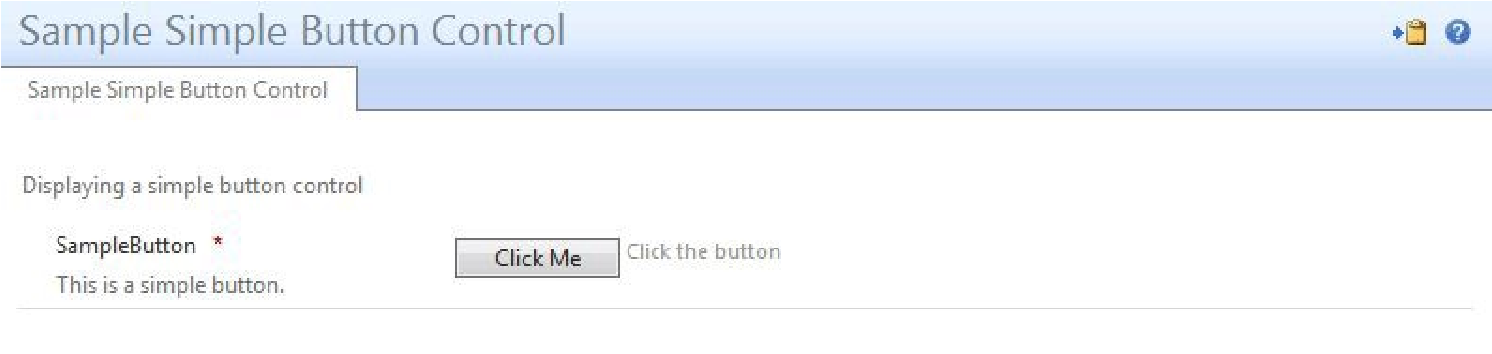 Sample Simple Button Control
Sample Simple Button Control
Displaying a simple button control
SampleButton *
Click Me
Click the button
This is a simple button.